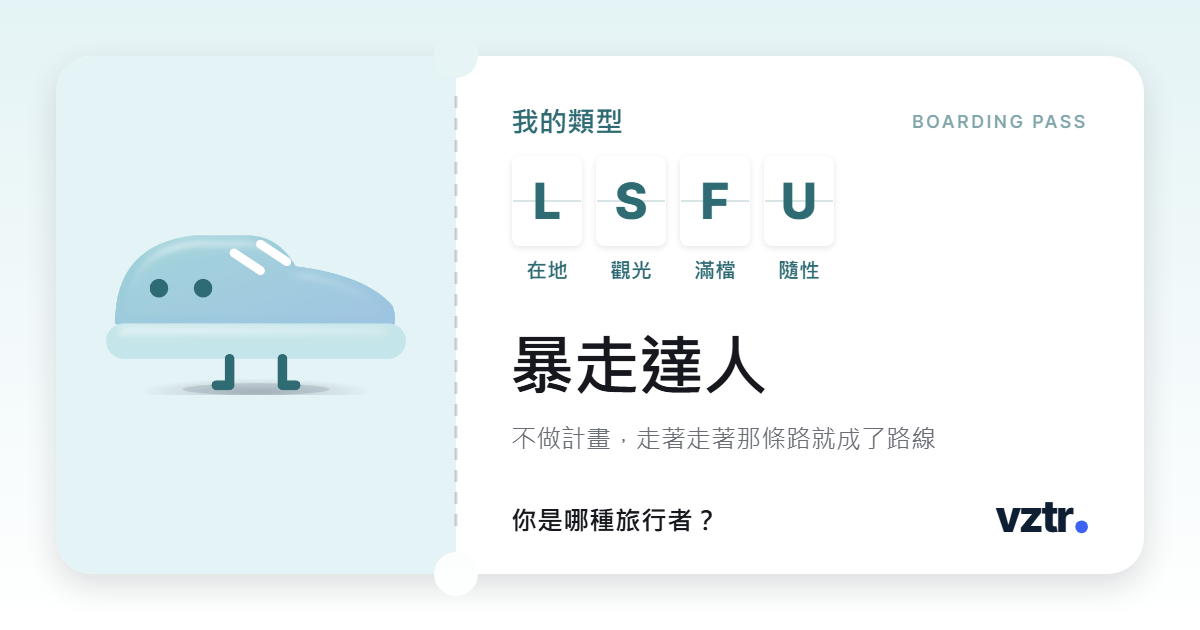 我的類型
BOARDING PASS
L S F U
在地 觀光 滿檔 隨性
暴走達人
不做計畫，走著走著那條路就成了路線
你是哪種旅行者？
vztr.